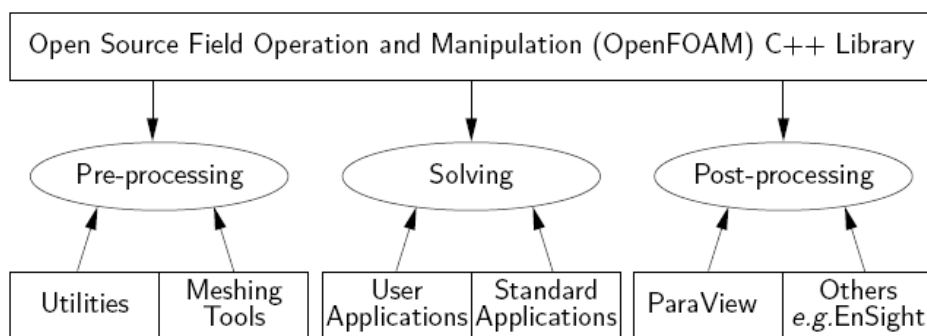 Open Source Field Operation and Manipulation (OpenFOAM) C++ Library
Pre-processing
Solving
Post-processing
Utilities
Meshing
Tools
User
Applications
Standard
Applications
ParaView
Others
e.g.EnSight